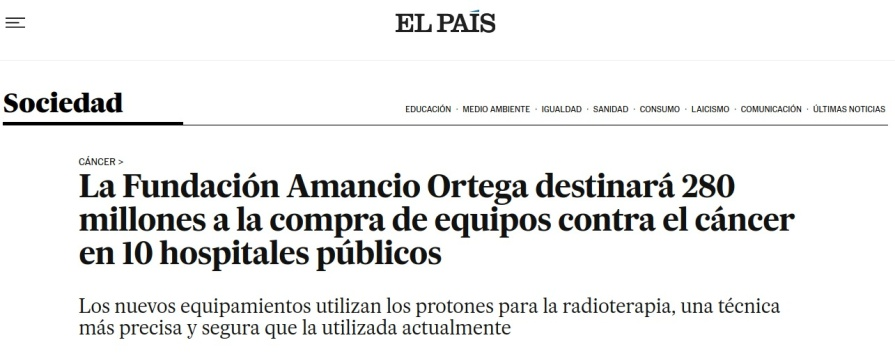 EL PAÍS
Sociedad
EDUCACIÓN · MEDIO AMBIENTE · IGUALDAD · SANIDAD · CONSUMO · LAICISMO · COMUNICACIÓN · ÚLTIMAS NOTICIAS
CÁNCER >
La Fundación Amancio Ortega destinará 280
millones a la compra de equipos contra el cáncer
en 10 hospitales públicos
Los nuevos equipamientos utilizan los protones para la radioterapia, una técnica
más precisa y segura que la utilizada actualmente